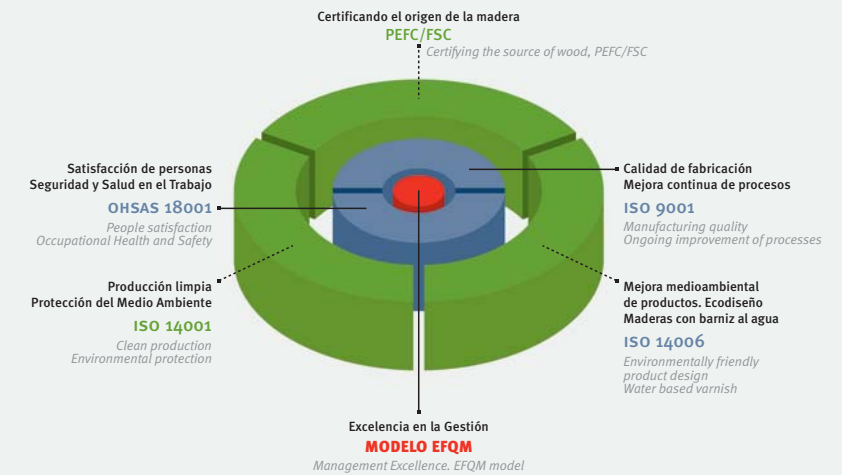 Certificando el origen de la madera
PEFC/FSC
Certifying the source of wood, PEFC/FSC
Satisfacción de personas
Seguridad y Salud en el Trabajo
OHSAS 18001
People satisfaction
Occupational Health and Safety
Calidad de fabricación
Mejora continua de procesos
ISO 9001
Manufacturing quality
Ongoing improvement of processes
Producción limpia
Protección del Medio Ambiente
ISO 14001
Clean production
Environmental protection
Mejora medioambiental
de productos. Ecodiseño
Maderas con barniz al agua
ISO 14006
Environmentally friendly
product design
Water based varnish
Excelencia en la Gestión
MODELO EFQM
Management Excellence. EFQM model